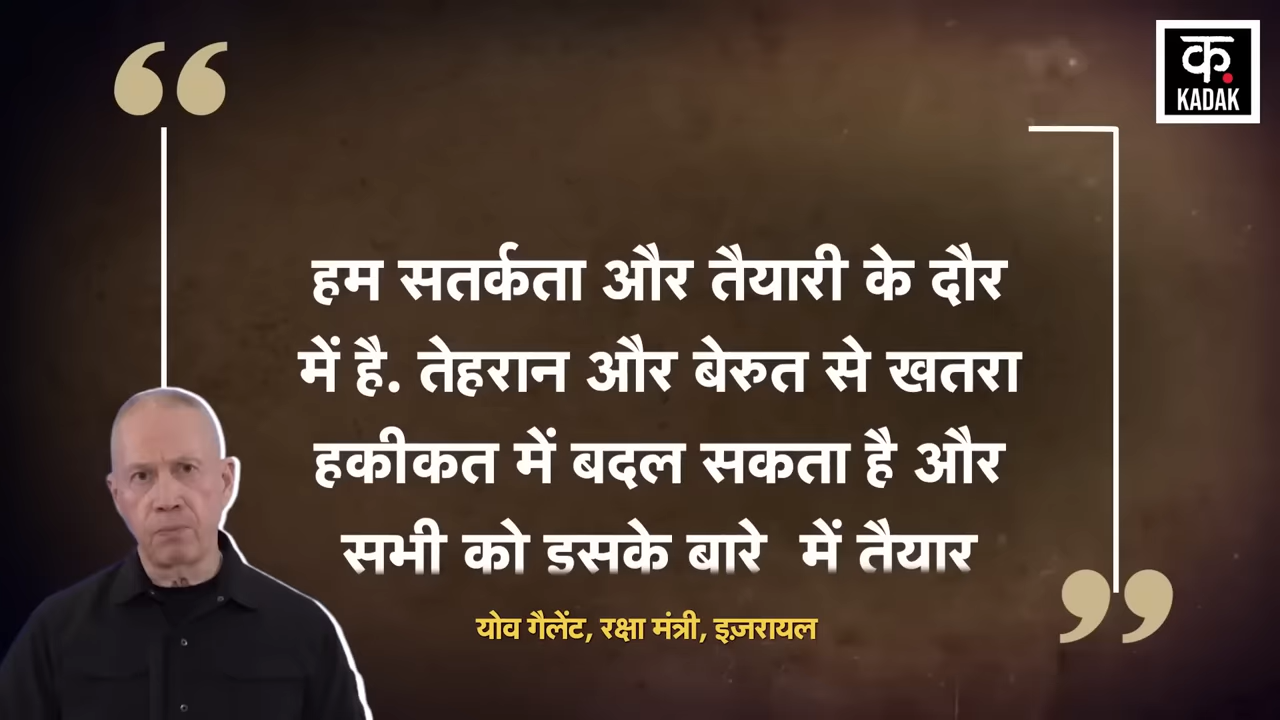 क.
KADAK
हम सतर्कता और तैयारी के दौर
में है. तेहरान और बेरुत से खतरा
हकीकत में बदल सकता है और
सभी को इसके बारे में तैयार
योव गैलेंट, रक्षा मंत्री, इज़रायल